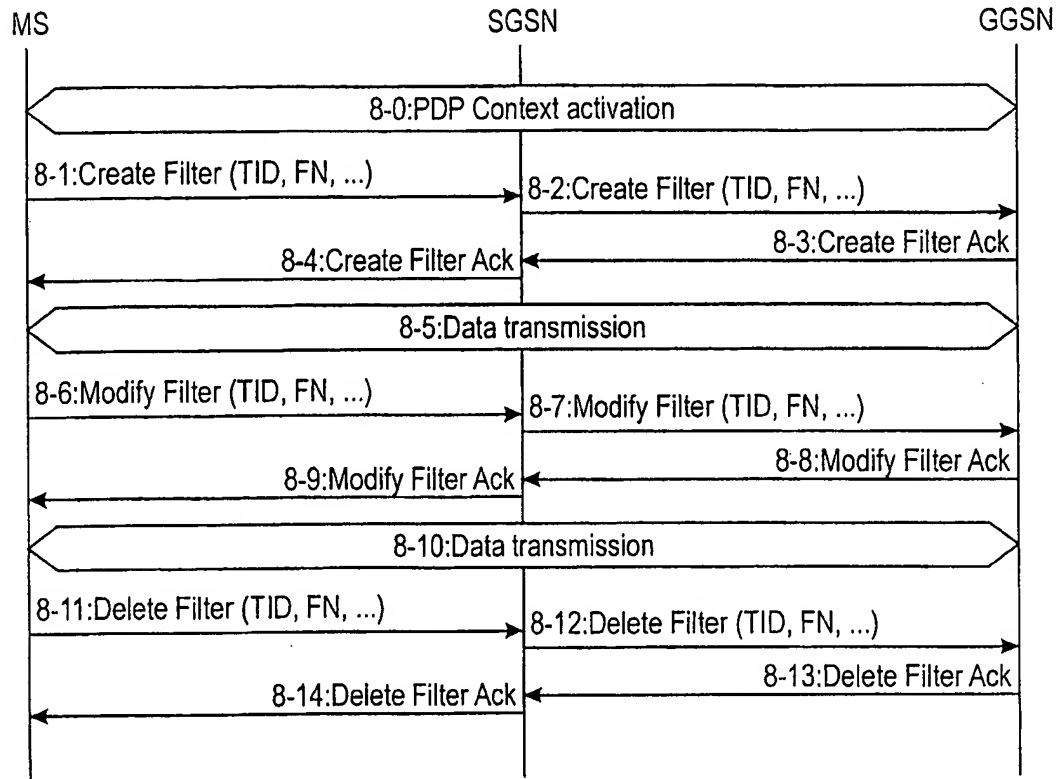 MS SGSN GGSN
8-0:PDP Context activation
8-1:Create Filter (TID, FN, ...)
8-2:Create Filter (TID, FN, ...)
8-3:Create Filter Ack
8-4:Create Filter Ack
8-5:Data transmission
8-6:Modify Filter (TID, FN, ...)
8-7:Modify Filter (TID, FN, ...)
8-8:Modify Filter Ack
8-9:Modify Filter Ack
8-10:Data transmission
8-11:Delete Filter (TID, FN, ...)
8-12:Delete Filter (TID, FN, ...)
8-13:Delete Filter Ack
8-14:Delete Filter Ack